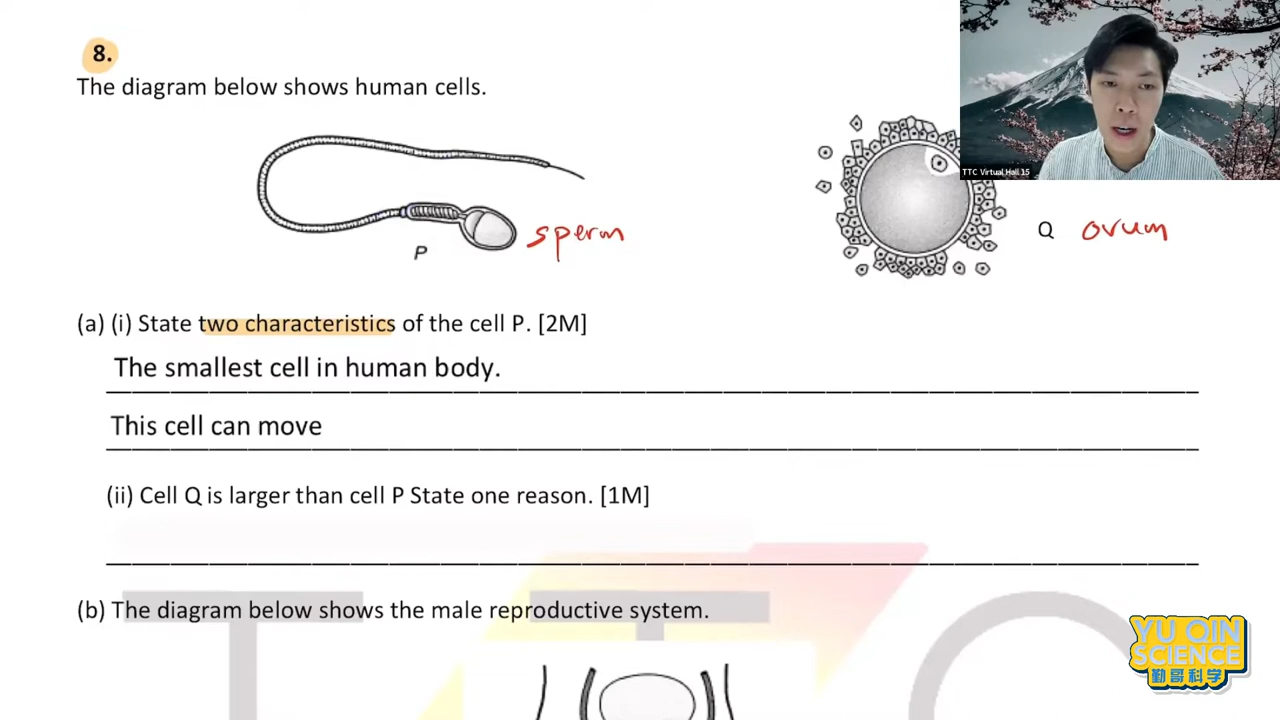 8.
The diagram below shows human cells.
TTC Virtual Hall 15
P
sperm
Q
ovum
(a) (i) State two characteristics of the cell P. [2M]
The smallest cell in human body.
This cell can move
(ii) Cell Q is larger than cell P State one reason. [1M]
(b) The diagram below shows the male reproductive system.
YU QIN
SCIENCE
勤哥科学